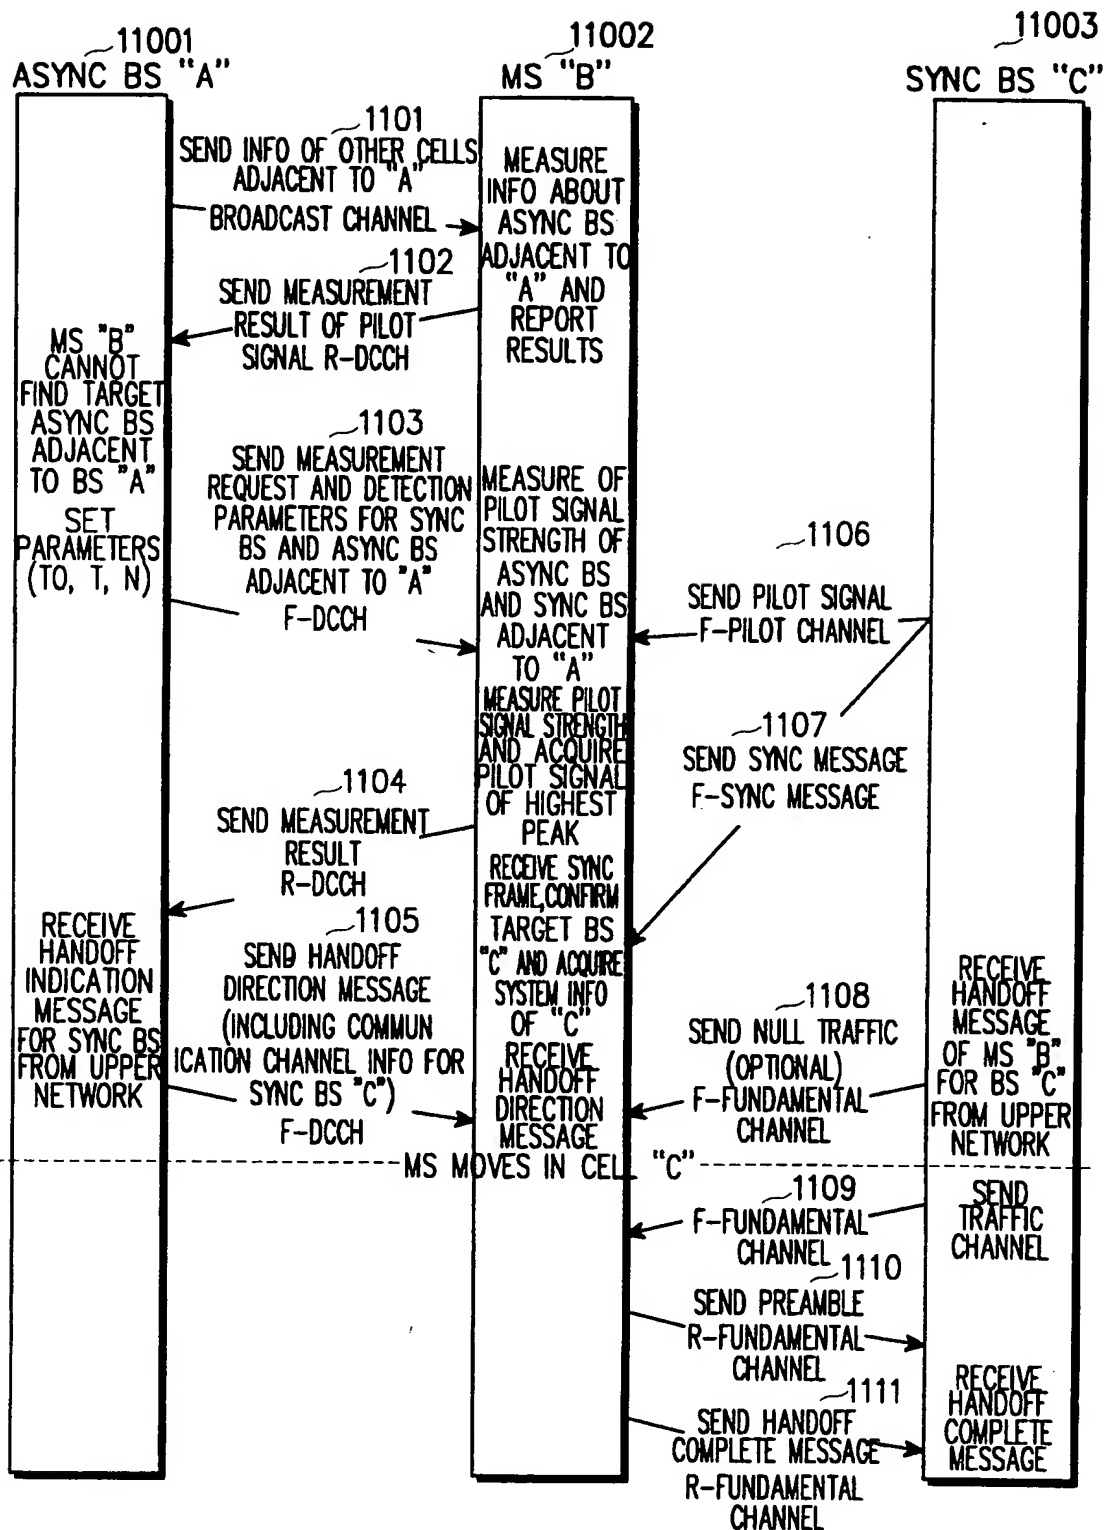 11001
ASYNC BS "A"
11002
MS "B"
11003
SYNC BS "C"
1101
SEND INFO OF OTHER CELLS
ADJACENT TO "A"
BROADCAST CHANNEL
MEASURE
INFO ABOUT
ASYNC BS
ADJACENT TO
"A" AND
REPORT
RESULTS
1102
SEND MEASUREMENT
RESULT OF PILOT
SIGNAL R-DCCH
MS "B"
CANNOT
FIND TARGET
ASYNC BS
ADJACENT
TO BS "A"
SET
PARAMETERS
(TO, T, N)
1103
SEND MEASUREMENT
REQUEST AND DETECTION
PARAMETERS FOR SYNC
BS AND ASYNC BS
ADJACENT TO "A"
F-DCCH
MEASURE OF
PILOT SIGNAL
STRENGTH OF
ASYNC BS
AND SYNC BS
ADJACENT
TO "A"
MEASURE PILOT
SIGNAL STRENGTH
AND ACQUIRE
PILOT SIGNAL
OF HIGHEST
PEAK
1106
SEND PILOT SIGNAL
F-PILOT CHANNEL
1107
SEND SYNC MESSAGE
F-SYNC MESSAGE
1104
SEND MEASUREMENT
RESULT
R-DCCH
RECEIVE SYNC
FRAME,CONFIRM
TARGET BS
"C" AND ACQUIRE
SYSTEM INFO
OF "C"
RECEIVE
HANDOFF
DIRECTION
MESSAGE
RECEIVE
HANDOFF
INDICATION
MESSAGE
FOR SYNC BS
FROM UPPER
NETWORK
1105
SEND HANDOFF
DIRECTION MESSAGE
(INCLUDING COMMUN
ICATION CHANNEL INFO FOR
SYNC BS "C")
F-DCCH
1108
SEND NULL TRAFFIC
(OPTIONAL)
F-FUNDAMENTAL
CHANNEL
RECEIVE
HANDOFF
MESSAGE
OF MS "B"
FOR BS "C"
FROM UPPER
NETWORK
MS MOVES IN CELL "C"
1109
F-FUNDAMENTAL
CHANNEL
SEND
TRAFFIC
CHANNEL
1110
SEND PREAMBLE
R-FUNDAMENTAL
CHANNEL
1111
SEND HANDOFF
COMPLETE MESSAGE
R-FUNDAMENTAL
CHANNEL
RECEIVE
HANDOFF
COMPLETE
MESSAGE